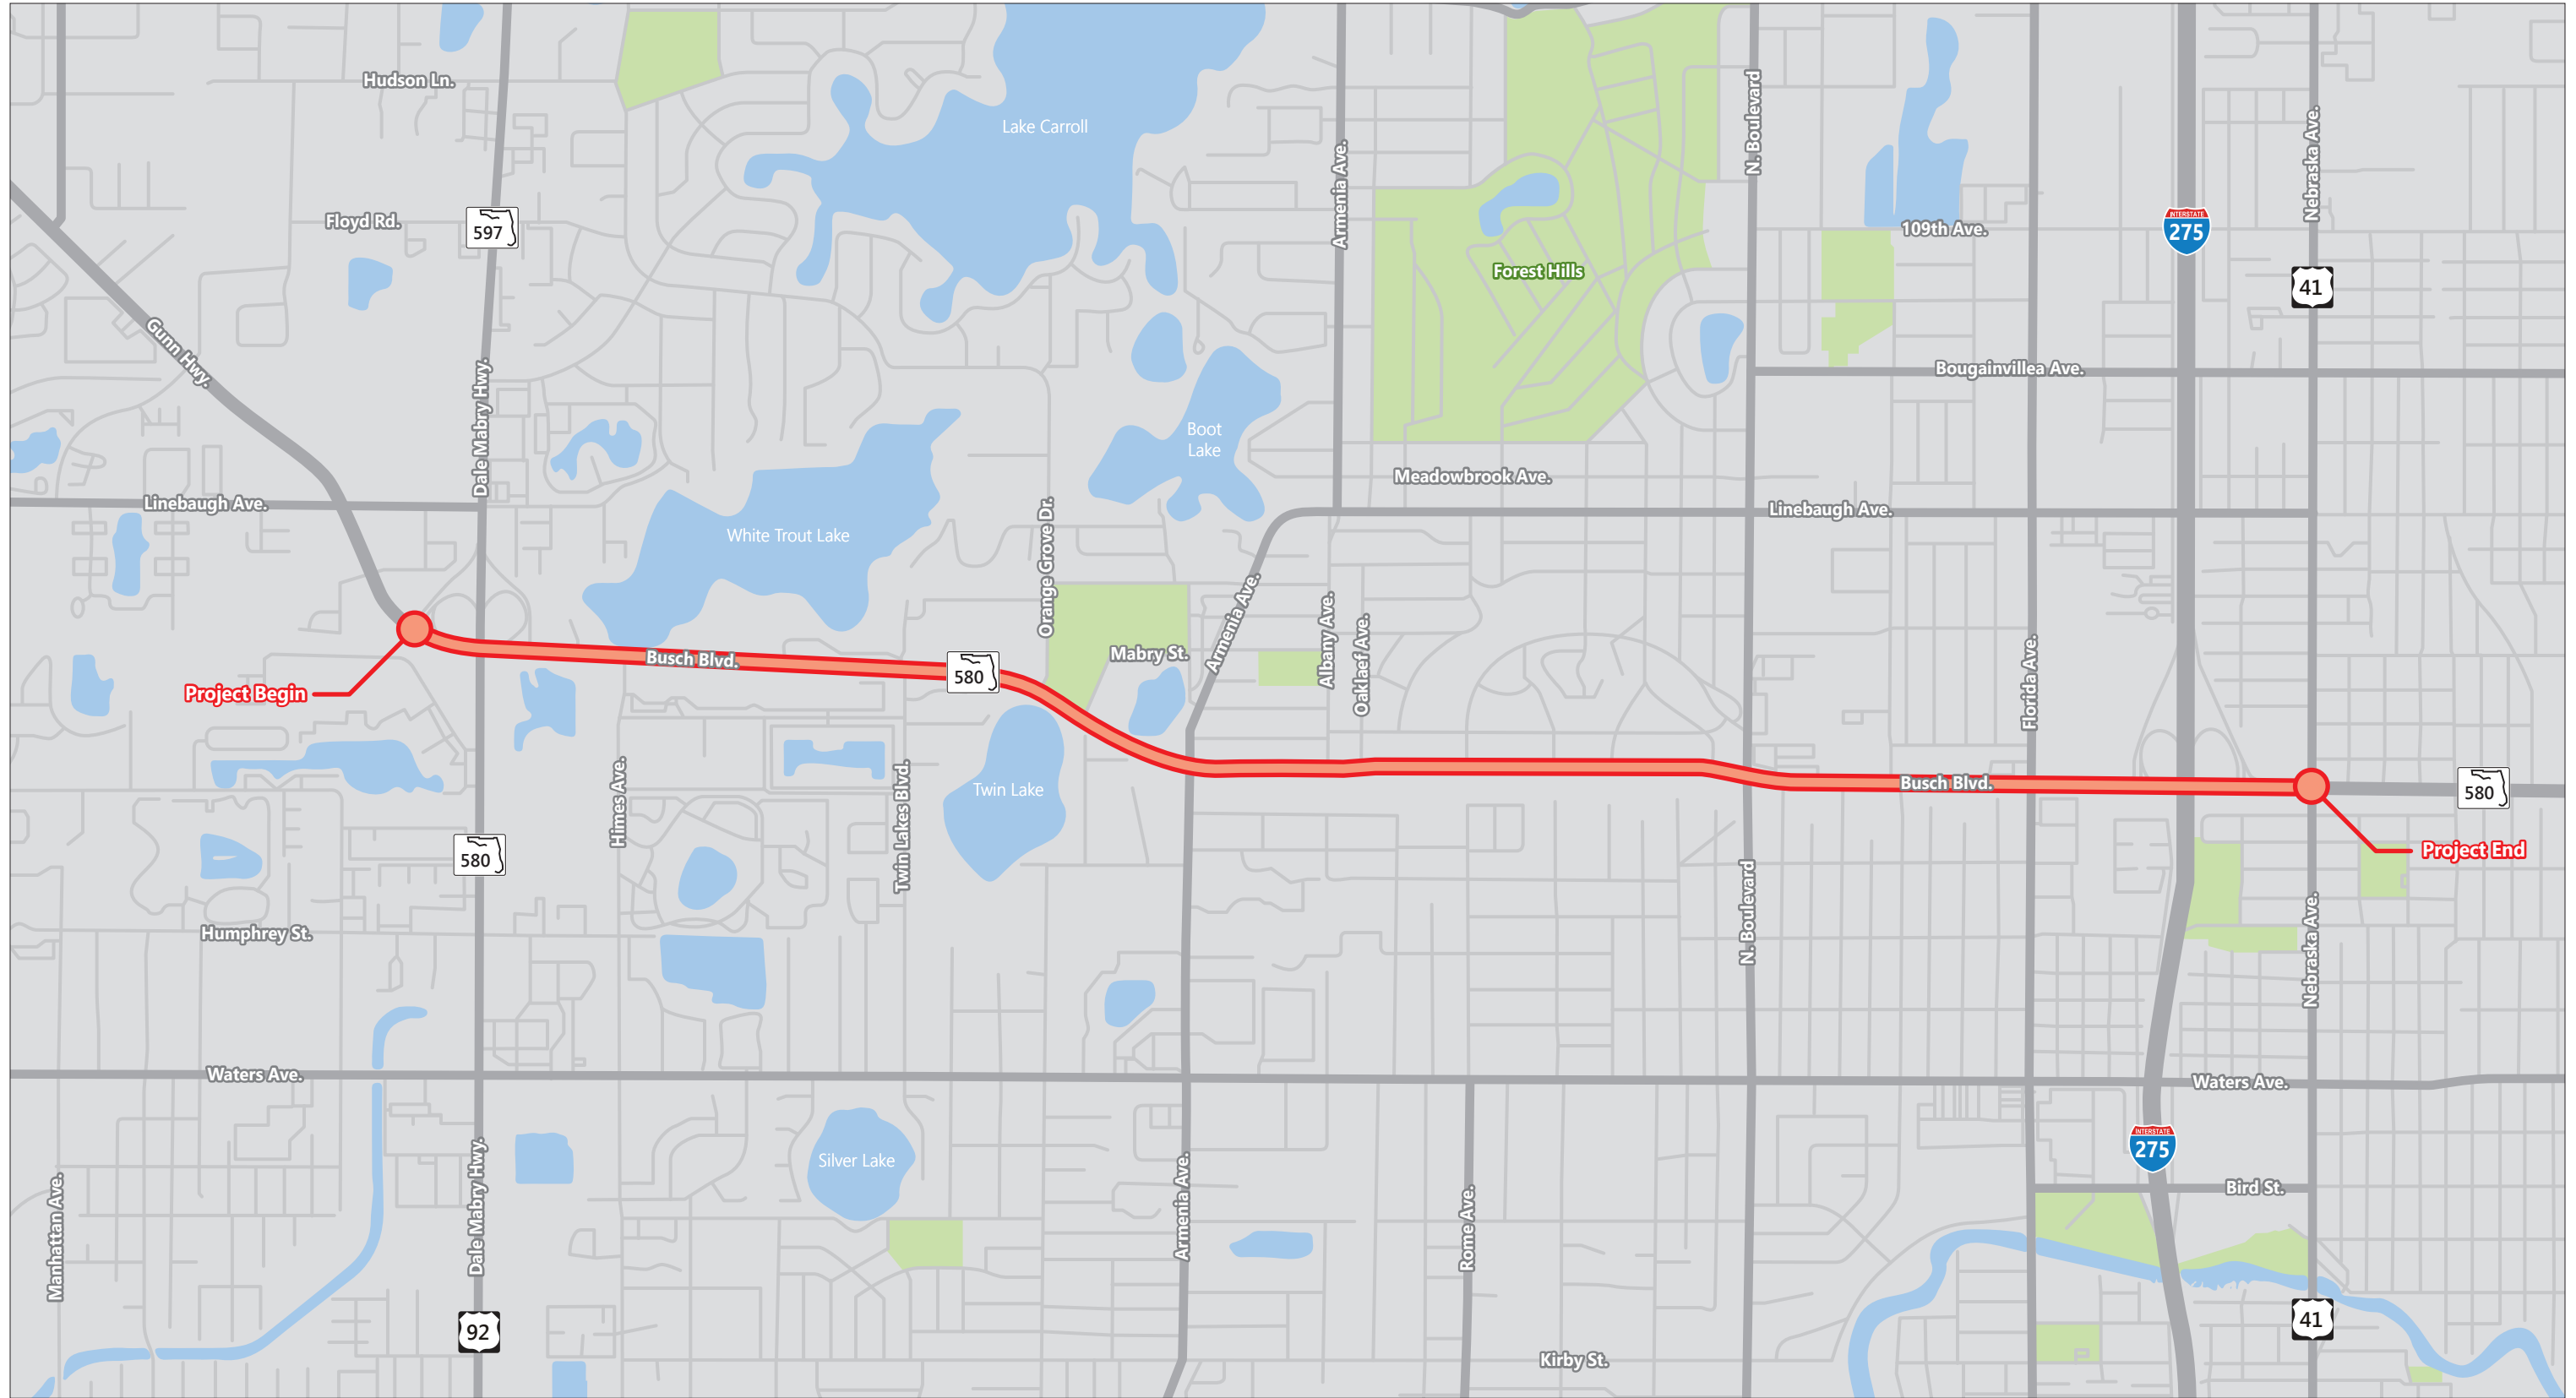 Hudson Ln.
Lake Carroll
N. Boulevard
Nebraska Ave.
Armenia Ave.
Floyd Rd.
597
109th Ave.
INTERSTATE
275
Forest Hills
41
Gunn Hwy.
Dale Mabry Hwy.
Bougainvillea Ave.
Boot
Lake
Meadowbrook Ave.
Linebaugh Ave.
Linebaugh Ave.
White Trout Lake
Orange Grove Dr.
Armenia Ave.
Albany Ave.
Oaklaef Ave.
Mabry St.
Busch Blvd.
580
Florida Ave.
Project Begin
Himes Ave.
Twin Lakes Blvd.
Twin Lake
Busch Blvd.
580
580
Project End
N. Boulevard
Humphrey St.
Nebraska Ave.
Waters Ave.
Waters Ave.
INTERSTATE
275
Silver Lake
Bird St.
Manhattan Ave.
Dale Mabry Hwy.
Armenia Ave.
Rome Ave.
92
41
Kirby St.